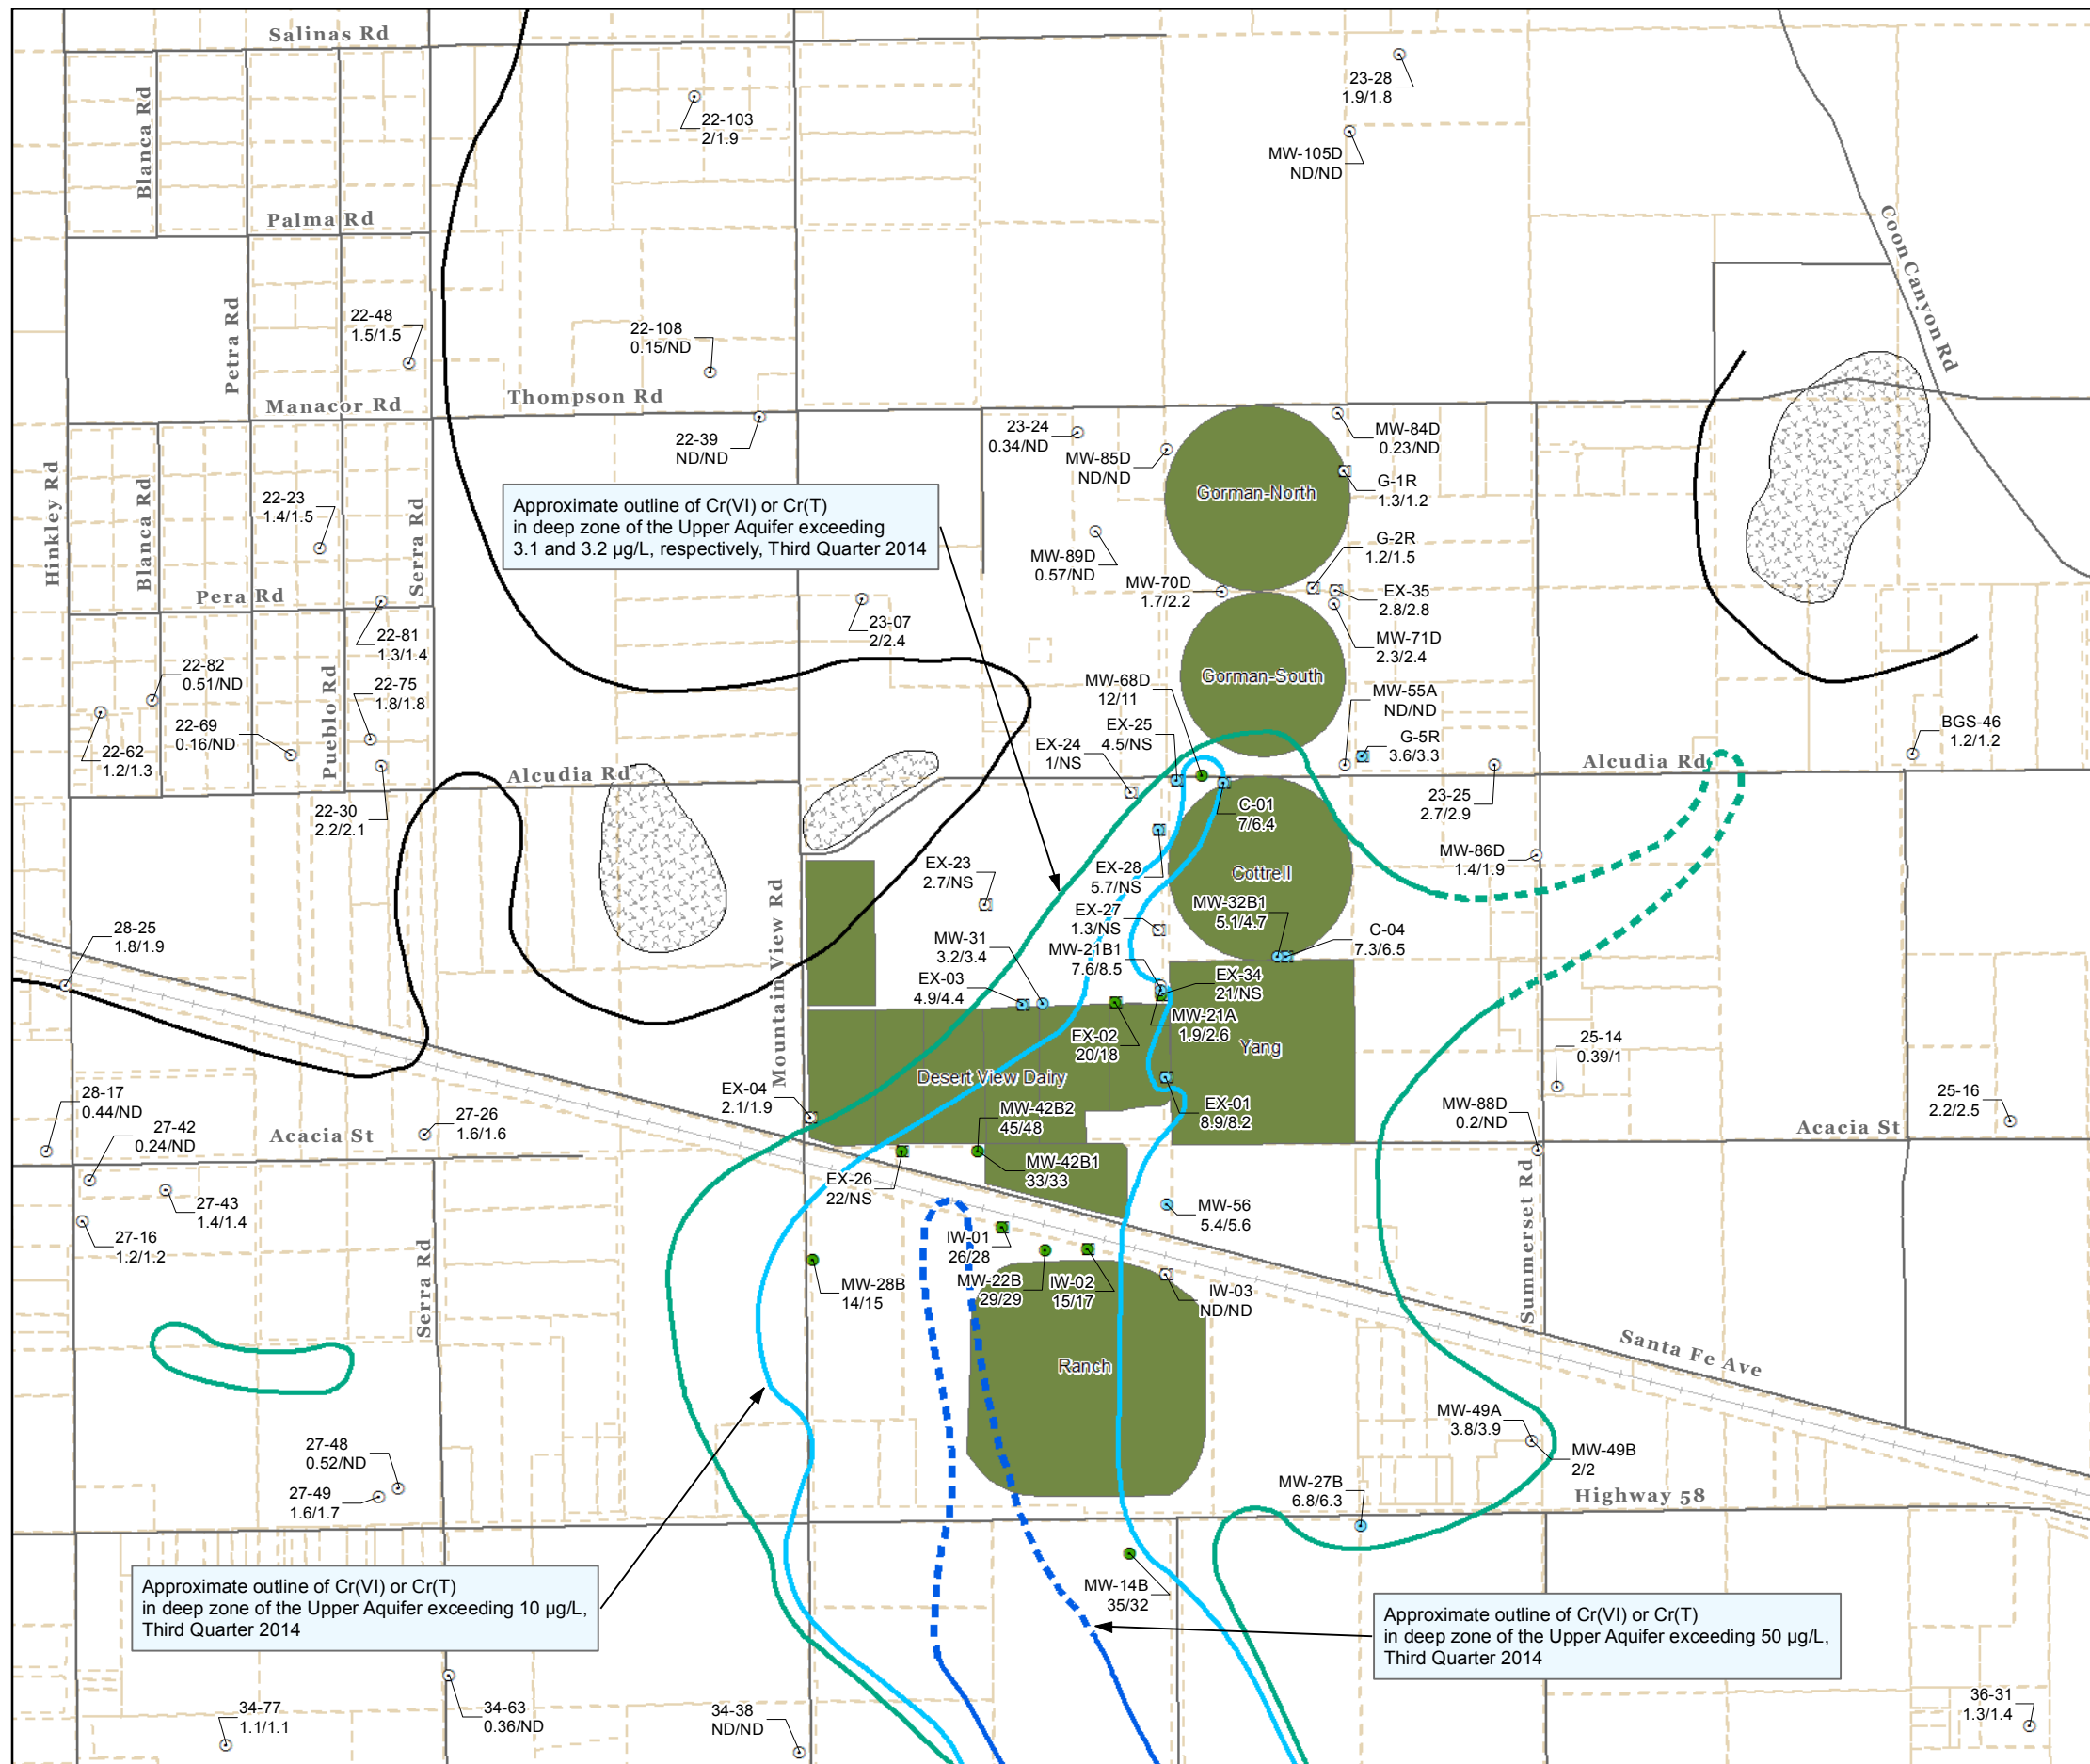 Salinas Rd
Blanca Rd
22-103
2/1.9
23-28
1.9/1.8
MW-105D
ND/ND
Palma Rd
Coon Canyon Rd
Petra Rd
22-48
1.5/1.5
22-108
0.15/ND
Manacor Rd
Thompson Rd
22-39
ND/ND
23-24
0.34/ND
MW-85D
ND/ND
MW-84D
0.23/ND
G-1R
1.3/1.2
Gorman-North
Hinkley Rd
Blanca Rd
22-23
1.4/1.5
Serra Rd
Approximate outline of Cr(VI) or Cr(T)
in deep zone of the Upper Aquifer exceeding
3.1 and 3.2 µg/L, respectively, Third Quarter 2014
MW-89D
0.57/ND
G-2R
1.2/1.5
MW-70D
1.7/2.2
EX-35
2.8/2.8
Pera Rd
22-81
1.3/1.4
23-07
2/2.4
MW-71D
2.3/2.4
22-82
0.51/ND
Pueblo Rd
22-75
1.8/1.8
Gorman-South
MW-68D
12/11
MW-55A
ND/ND
22-62
1.2/1.3
22-69
0.16/ND
EX-25
4.5/NS
EX-24
1/NS
G-5R
3.6/3.3
BGS-46
1.2/1.2
Alcudia Rd
Alcudia Rd
22-30
2.2/2.1
C-01
7/6.4
23-25
2.7/2.9
EX-23
2.7/NS
EX-28
5.7/NS
Cottrell
MW-86D
1.4/1.9
Mountain View Rd
28-25
1.8/1.9
EX-27
1.3/NS
MW-32B1
5.1/4.7
C-04
7.3/6.5
MW-31
3.2/3.4
MW-21B1
7.6/8.5
EX-03
4.9/4.4
EX-34
21/NS
MW-21A
1.9/2.6
EX-02
20/18
Yang
25-14
0.39/1
Desert View Dairy
28-17
0.44/ND
EX-04
2.1/1.9
MW-42B2
45/48
EX-01
8.9/8.2
MW-88D
0.2/ND
25-16
2.2/2.5
27-42
0.24/ND
Acacia St
27-26
1.6/1.6
Acacia St
MW-42B1
33/33
EX-26
22/NS
27-43
1.4/1.4
MW-56
5.4/5.6
27-16
1.2/1.2
Serra Rd
IW-01
26/28
Summerset Rd
MW-28B
14/15
MW-22B
29/29
IW-02
15/17
IW-03
ND/ND
Santa Fe Ave
Ranch
MW-49A
3.8/3.9
27-48
0.52/ND
MW-49B
2/2
27-49
1.6/1.7
MW-27B
6.8/6.3
Highway 58
Approximate outline of Cr(VI) or Cr(T)
in deep zone of the Upper Aquifer exceeding 10 µg/L,
Third Quarter 2014
MW-14B
35/32
Approximate outline of Cr(VI) or Cr(T)
in deep zone of the Upper Aquifer exceeding 50 µg/L,
Third Quarter 2014
34-77
1.1/1.1
34-63
0.36/ND
34-38
ND/ND
36-31
1.3/1.4